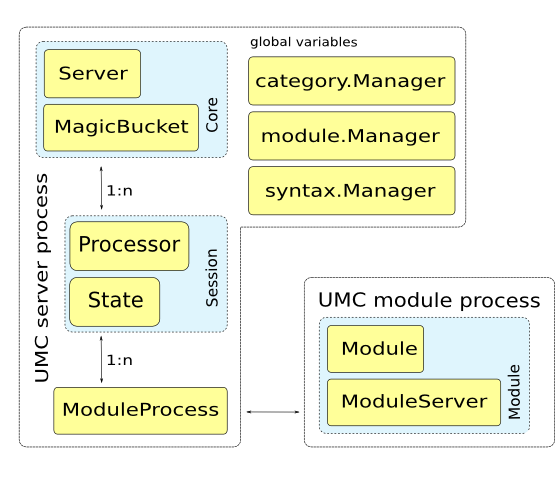 global variables
Server
MagicBucket
Core
category.Manager
module.Manager
syntax.Manager
1:n
UMC server process
Processor
State
Session
1:n
ModuleProcess
UMC module process
Module
ModuleServer
Module